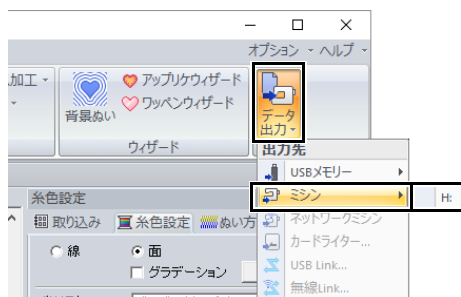 オプション ヘルプ
加工
背景ぬい
アップリケウィザード
ワッペンウィザード
ウィザード
データ
出力
出力先
USBメモリー
ミシン
H:
ネットワークミシン
カードライター...
USB Link...
無線Link...
糸色設定
取り込み 糸色設定 ぬい方
線 面
グラデーション